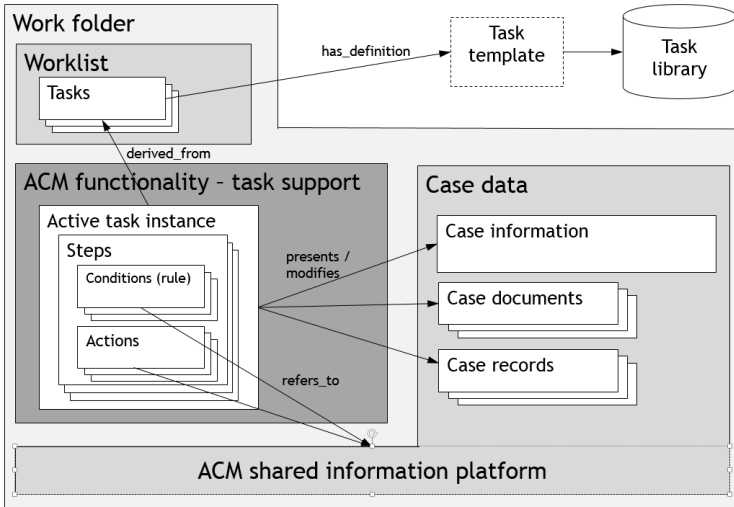 Work folder
Worklist
Tasks
has_definition
Task
template
Task
library
derived_from
ACM functionality – task support
Active task instance
Steps
Conditions (rule)
Actions
presents /
modifies
refers_to
Case data
Case information
Case documents
Case records
ACM shared information platform